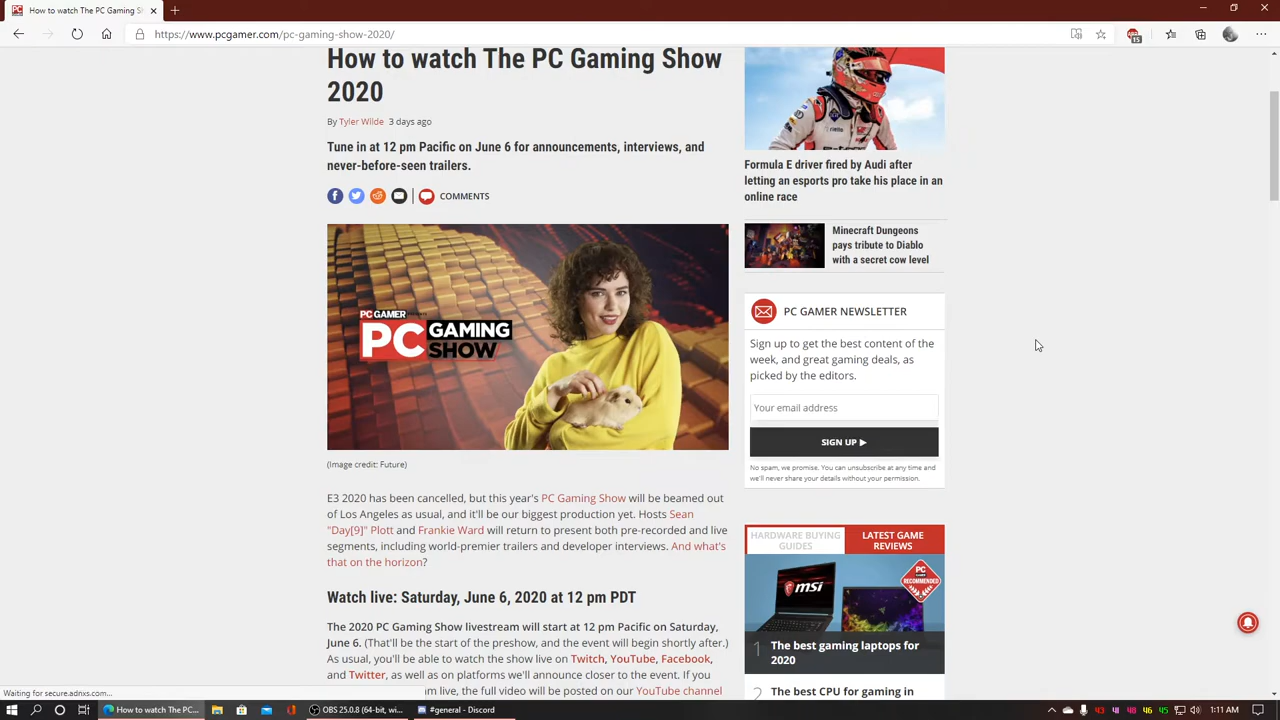 How to watch The PC Gaming S
https://www.pcgamer.com/pc-gaming-show-2020/
15
How to watch The PC Gaming Show
2020
By Tyler Wilde 3 days ago
Tune in at 12 pm Pacific on June 6 for announcements, interviews, and
never-before-seen trailers.
COMMENTS
PC GAMER
PC GAMING
SHOW
(Image credit: Future)
E3 2020 has been cancelled, but this year's PC Gaming Show will be beamed out
of Los Angeles as usual, and it'll be our biggest production yet. Hosts Sean
"Day[9]" Plott and Frankie Ward will return to present both pre-recorded and live
segments, including world-premier trailers and developer interviews. And what's
that on the horizon?
Watch live: Saturday, June 6, 2020 at 12 pm PDT
The 2020 PC Gaming Show livestream will start at 12 pm Pacific on Saturday,
June 6. (That'll be the start of the preshow, and the event will begin shortly after.)
As usual, you'll be able to watch the show live on Twitch, YouTube, Facebook,
and Twitter, as well as on platforms we'll announce closer to the event. If you
am live, the full video will be posted on our YouTube channel
Formula E driver fired by Audi after
letting an esports pro take his place in an
online race
Minecraft Dungeons
pays tribute to Diablo
with a secret cow level
PC GAMER NEWSLETTER
Sign up to get the best content of the
week, and great gaming deals, as
picked by the editors.
Your email address
SIGN UP ▶
No spam, we promise. You can unsubscribe at any time and
we'll never share your details without your permission.
HARDWARE BUYING
GUIDES
LATEST GAME
REVIEWS
PC GAMER
RECOMMENDED
msi
1 The best gaming laptops for
2020
2 The best CPU for gaming in
Waiting for secure.adnxs.com...
How to watch The PC...
OBS 25.0.8 (64-bit, wi...
#general - Discord
1:11 AM